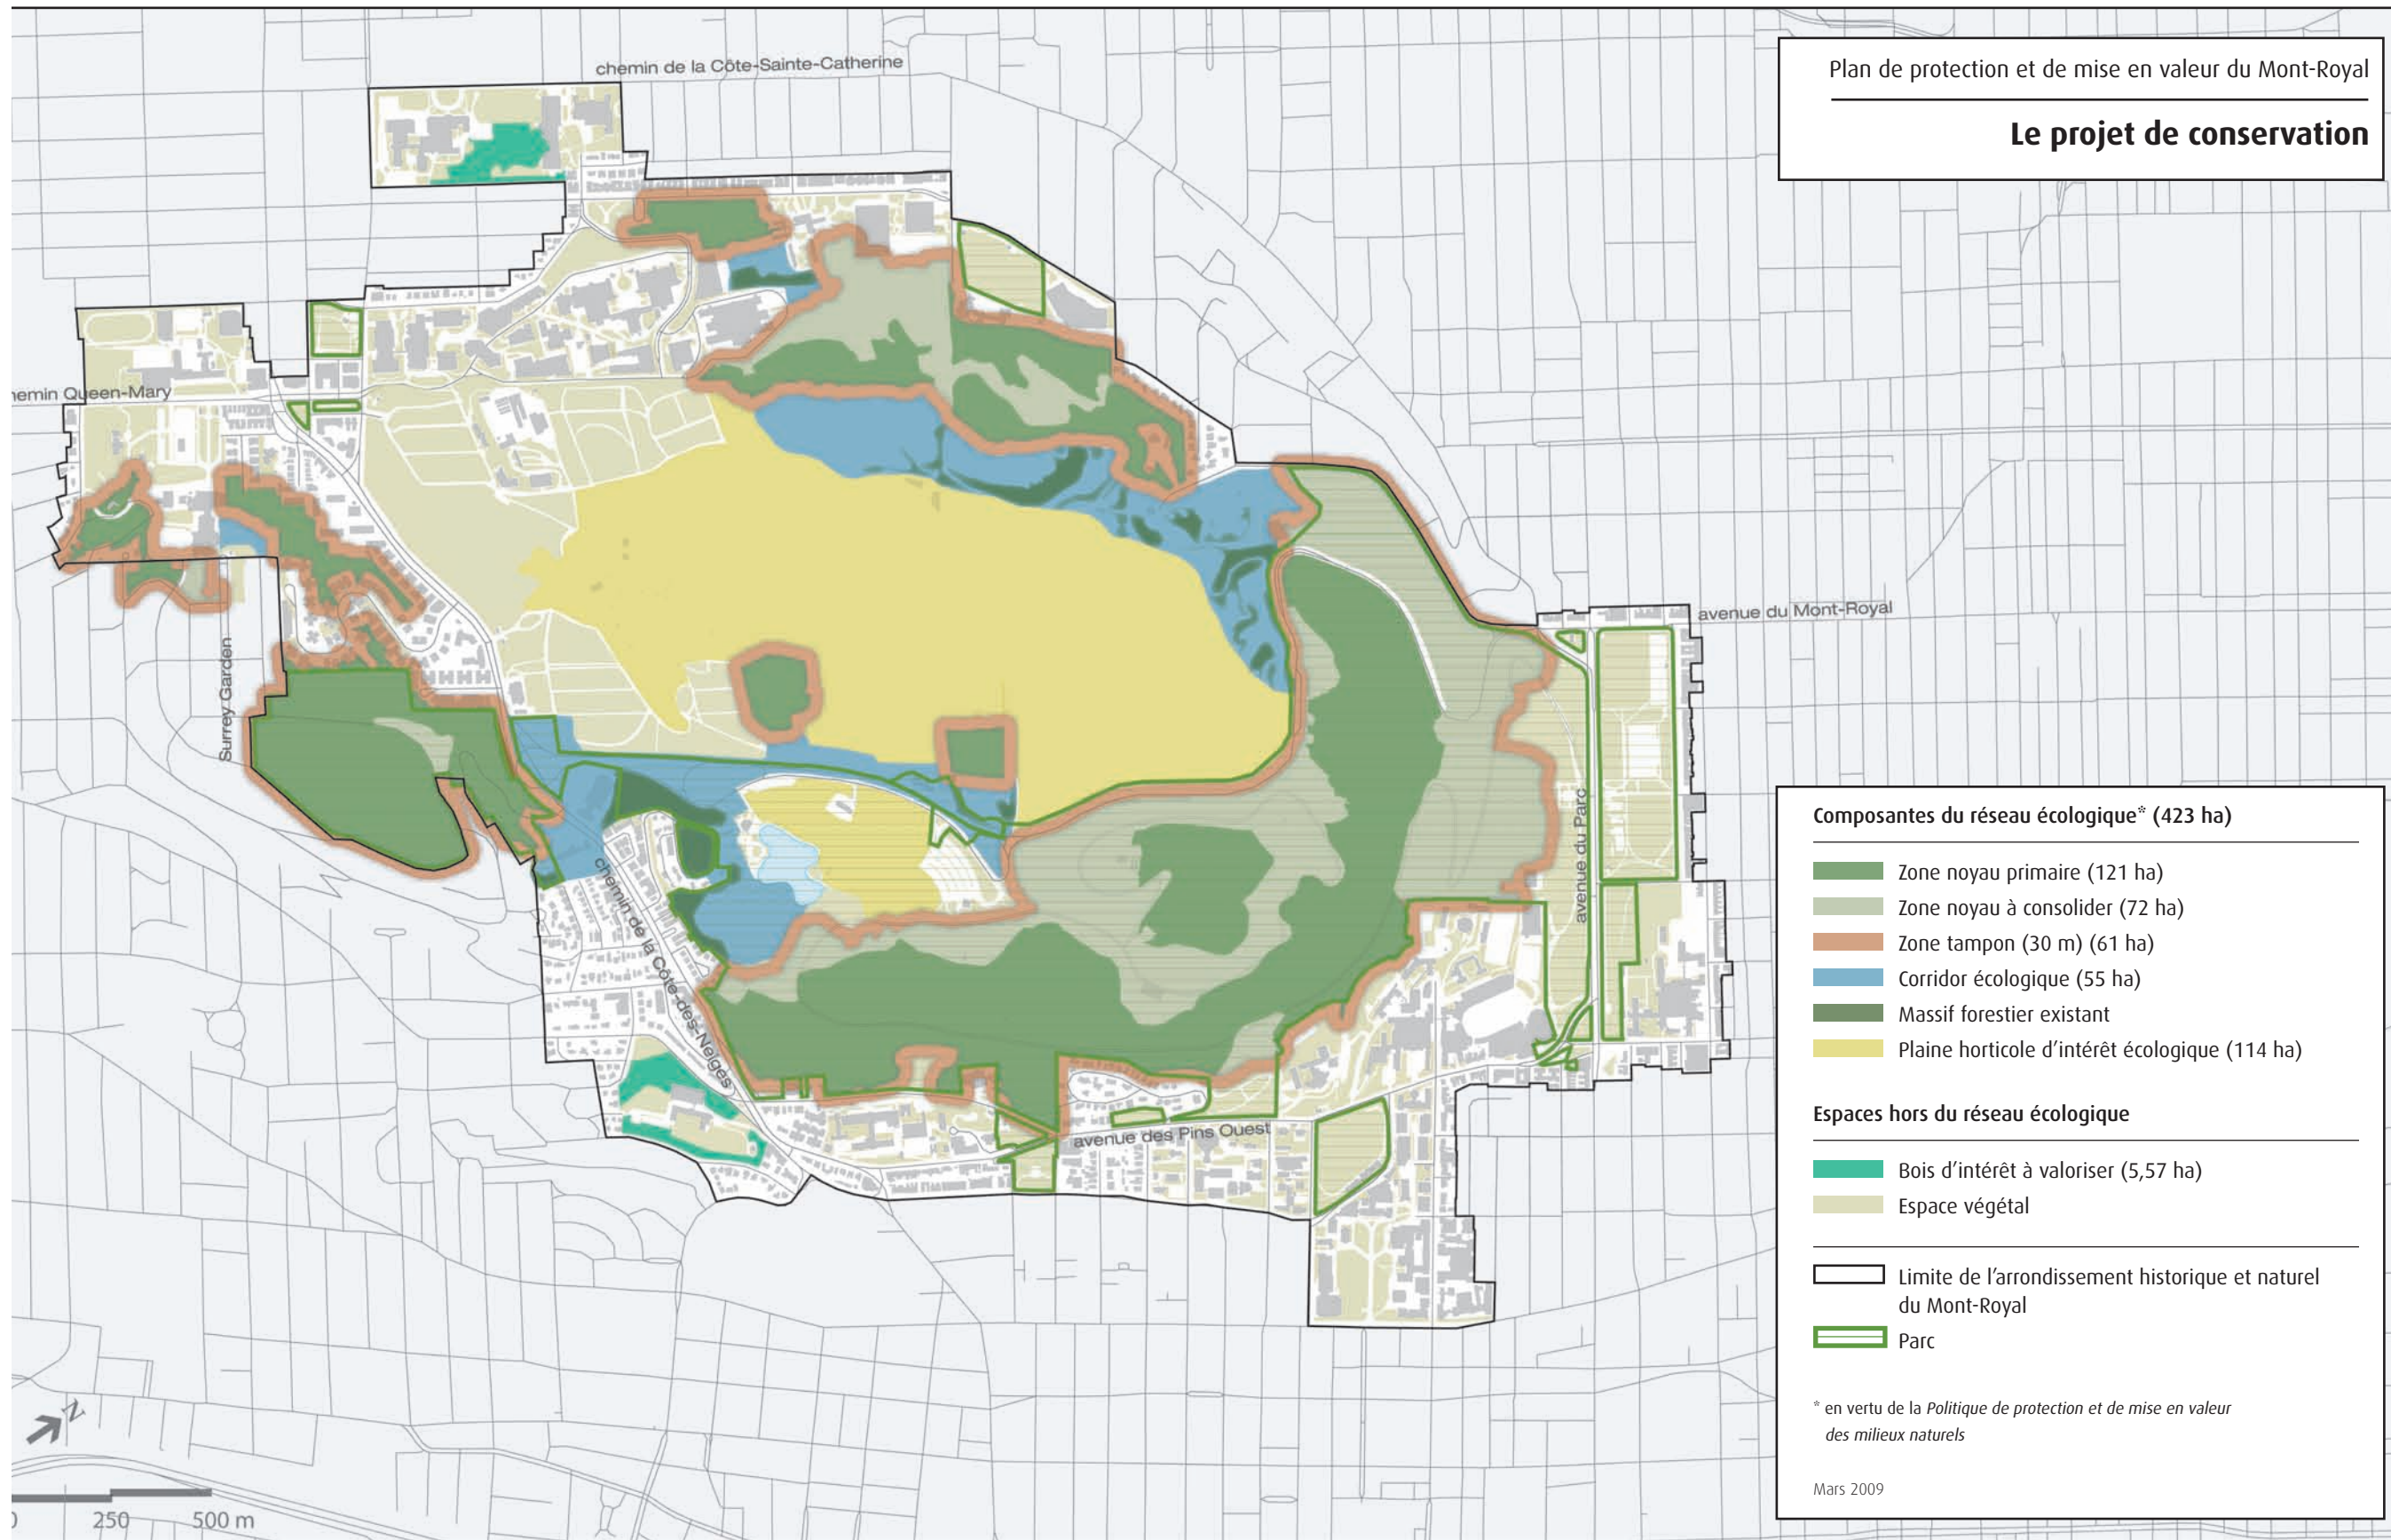 Plan de protection et de mise en valeur du Mont-Royal
Le projet de conservation
chemin de la Côte-Sainte-Catherine
hemin Queen-Mary
avenue du Mont-Royal
Surrey Garden
avenue du Parc
chemin de la Côte-des-Neiges
avenue des Pins Ouest
Composantes du réseau écologique* (423 ha)
Zone noyau primaire (121 ha)
Zone noyau à consolider (72 ha)
Zone tampon (30 m) (61 ha)
Corridor écologique (55 ha)
Massif forestier existant
Plaine horticole d'intérêt écologique (114 ha)
Espaces hors du réseau écologique
Bois d'intérêt à valoriser (5,57 ha)
Espace végétal
Limite de l'arrondissement historique et naturel
du Mont-Royal
Parc
* en vertu de la Politique de protection et de mise en valeur
des milieux naturels
Mars 2009
N
0 250 500 m